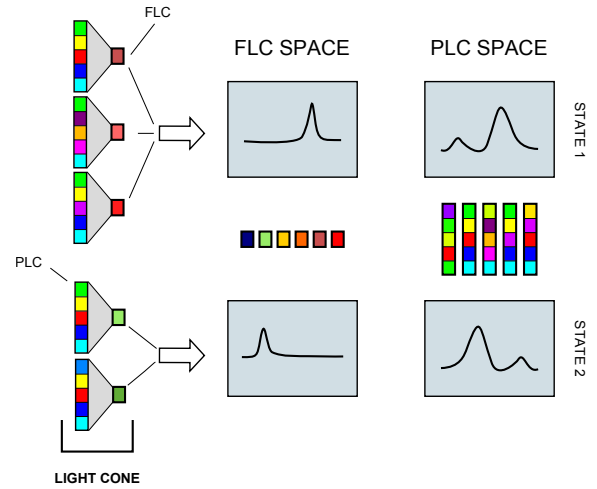 FLC
FLC SPACE
PLC SPACE
STATE 1
PLC
STATE 2
LIGHT CONE